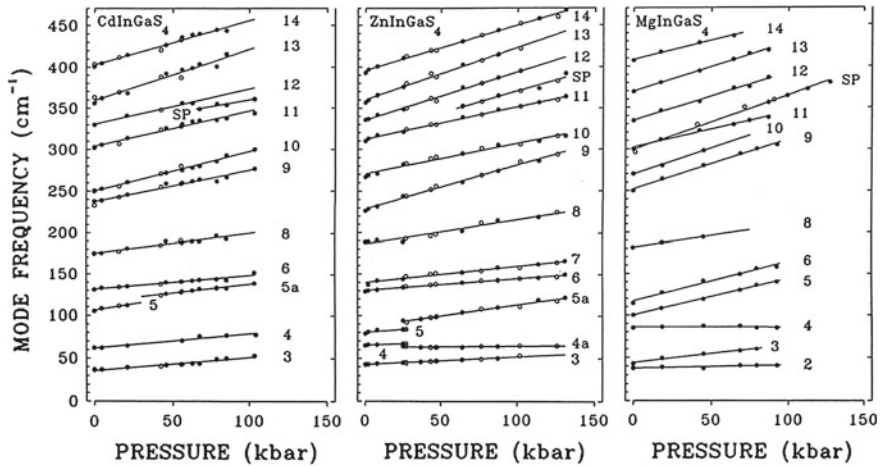 MODE FREQUENCY (cm⁻¹)
450
400
350
300
250
200
150
100
50
0
CdInGaS₄
14
13
12
SP
11
10
9
8
6
5a
5
4
3
0 50 100 150
PRESSURE (kbar)
ZnInGaS₄
14
13
12
SP
11
10
9
8
7
6
5a
5
4a
4
3
0 50 100 150
PRESSURE (kbar)
MgInGaS₄
14
13
SP
12
11
10
9
8
6
5
4
3
2
0 50 100 150
PRESSURE (kbar)